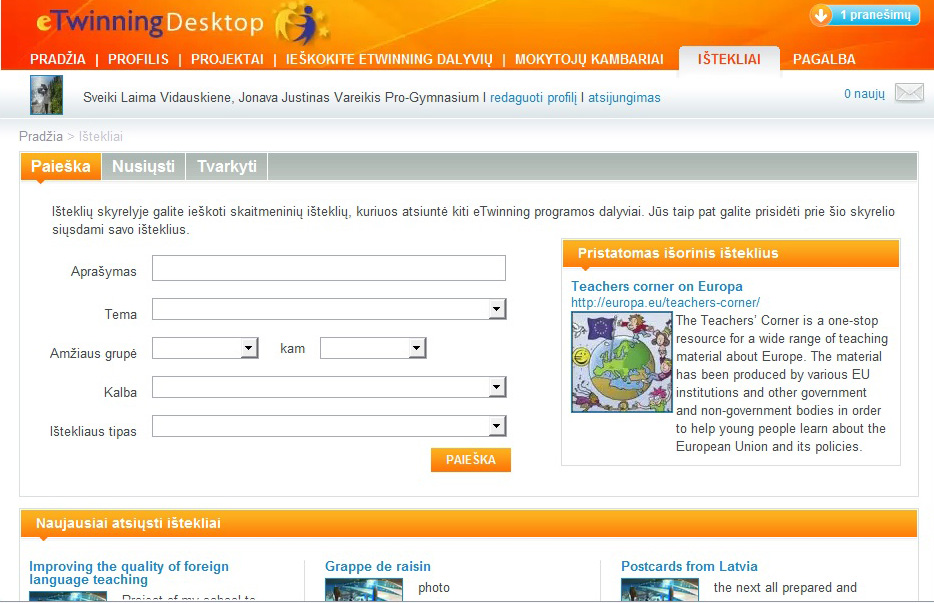 eTwinning Desktop
1 pranešimų
PRADŽIA | PROFILIS | PROJEKTAI | IEŠKOKITE ETWINNING DALYVIŲ | MOKYTOJŲ KAMBARIAI IŠTEKLIAI PAGALBA
Sveiki Laima Vidauskiene, Jonava Justinas Vareikis Pro-Gymnasium I redaguoti profilį I atsijungimas
0 naujų
Pradžia > Ištekliai
Paieška Nusiųsti Tvarkyti
Išteklių skyrelyje galite ieškoti skaitmeninių išteklių, kuriuos atsiuntė kiti eTwinning programos dalyviai. Jūs taip pat galite prisidėti prie šio skyrelio
siųsdami savo išteklius.
Aprašymas
Tema
Amžiaus grupė kam
Kalba
Ištekliaus tipas
PAIEŠKA
Pristatomas išorinis išteklius
Teachers corner on Europa
http://europa.eu/teachers-corner/
The Teachers' Corner is a one-stop
resource for a wide range of teaching
material about Europe. The material
has been produced by various EU
institutions and other government
and non-government bodies in order
to help young people learn about the
European Union and its policies.
Naujausiai atsiųsti ištekliai
Improving the quality of foreign
language teaching
Project of my school to
Grappe de raisin
photo
Postcards from Latvia
the next all prepared and